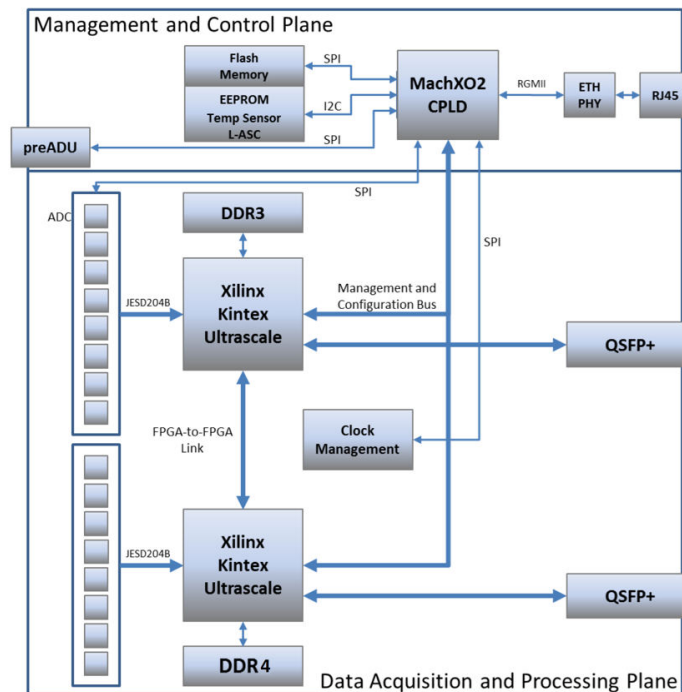 Management and Control Plane
Flash
Memory
SPI
MachXO2
CPLD
RGMII
ETH
PHY
RJ45
EEPROM
Temp Sensor
L-ASC
I2C
SPI
preADU
SPI
ADC
DDR3
SPI
Xilinx
Kintex
Ultrascale
JESD204B
Management and
Configuration Bus
QSFP+
FPGA-to-FPGA
Link
Clock
Management
Xilinx
Kintex
Ultrascale
JESD204B
QSFP+
DDR4
Data Acquisition and Processing Plane